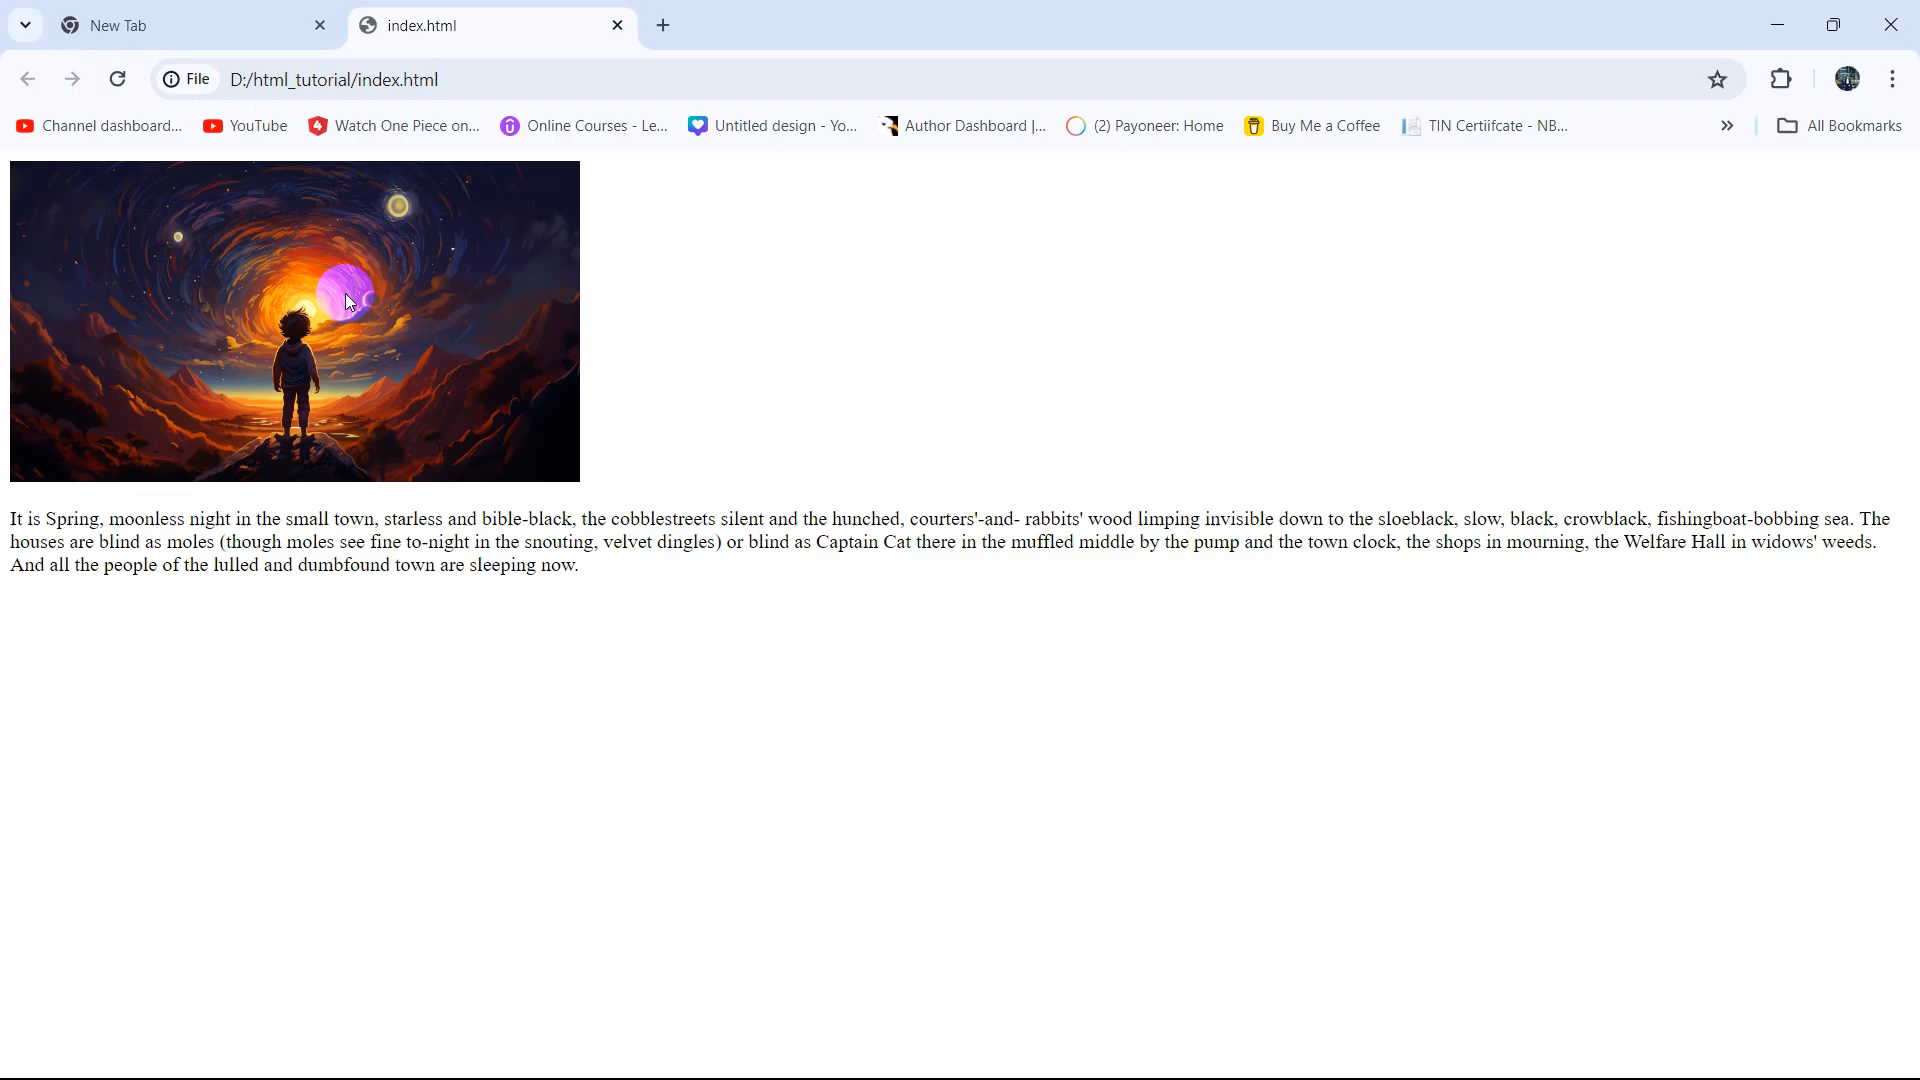 New Tab
index.html
File
D:/html_tutorial/index.html
Channel dashboard...
YouTube
Watch One Piece on...
Online Courses - Le...
Untitled design - Yo...
Author Dashboard |...
(2) Payoneer: Home
Buy Me a Coffee
TIN Certiifcate - NB...
All Bookmarks
It is Spring, moonless night in the small town, starless and bible-black, the cobblestreets silent and the hunched, courters'-and- rabbits' wood limping invisible down to the sloeblack, slow, black, crowblack, fishingboat-bobbing sea. The
houses are blind as moles (though moles see fine to-night in the snouting, velvet dingles) or blind as Captain Cat there in the muffled middle by the pump and the town clock, the shops in mourning, the Welfare Hall in widows' weeds.
And all the people of the lulled and dumbfound town are sleeping now.